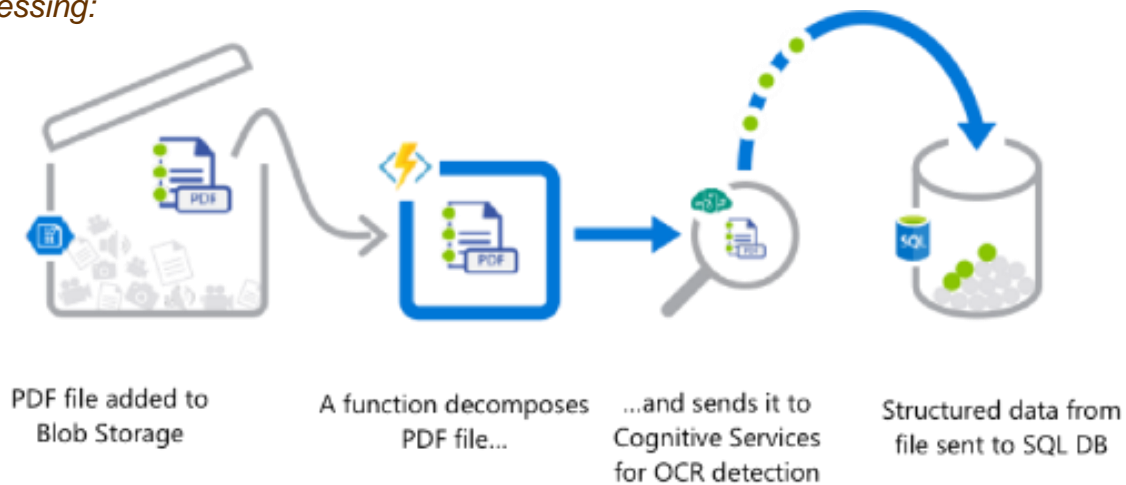 essing:
PDF
PDF
PDF
SQL
PDF file added to
Blob Storage
A function decomposes
PDF file...
...and sends it to
Cognitive Services
for OCR detection
Structured data from
file sent to SQL DB